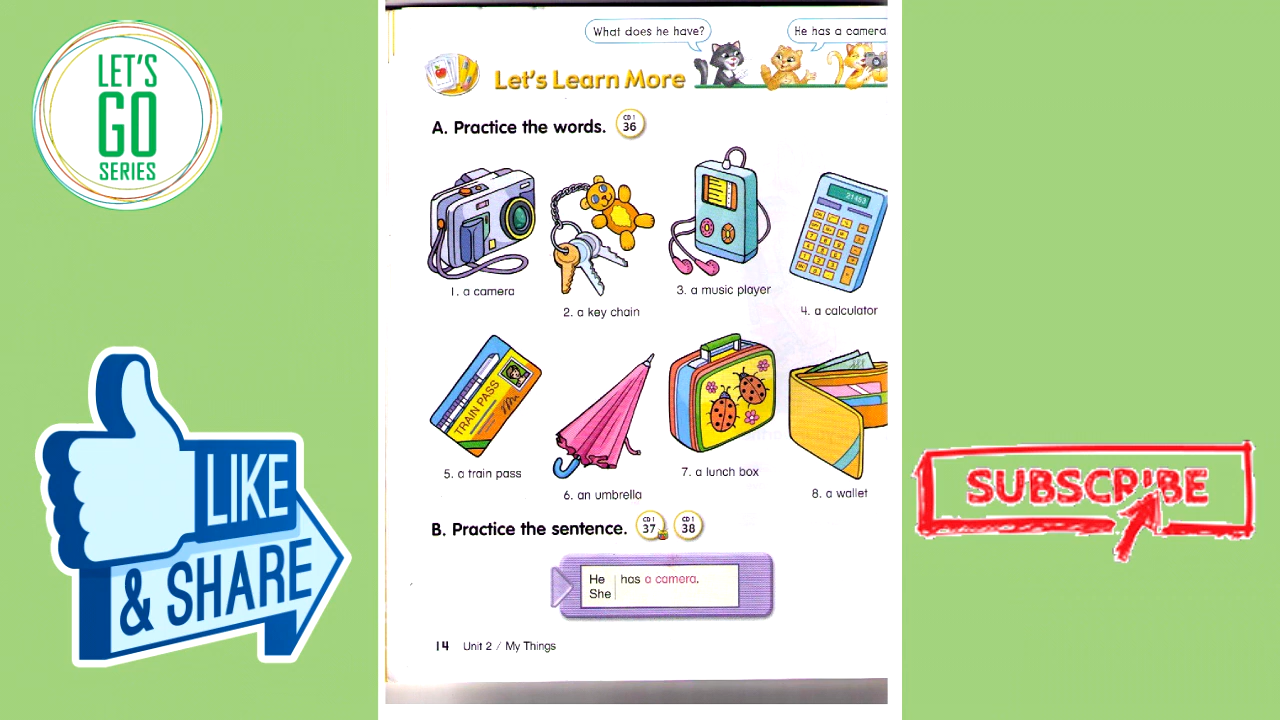 LET'S
GO
SERIES
What does he have?
He has a camera
Let's Learn More
A. Practice the words.
CD 1
36
21453
1. a camera
2. a key chain
3. a music player
4. a calculator
TRAIN PASS
5. a train pass
6. an umbrella
7. a lunch box
8. a wallet
B. Practice the sentence.
CD 1
37
CD 1
38
He has a camera.
She
14 Unit 2 / My Things
LIKE
& SHARE
SUBSCRIBE